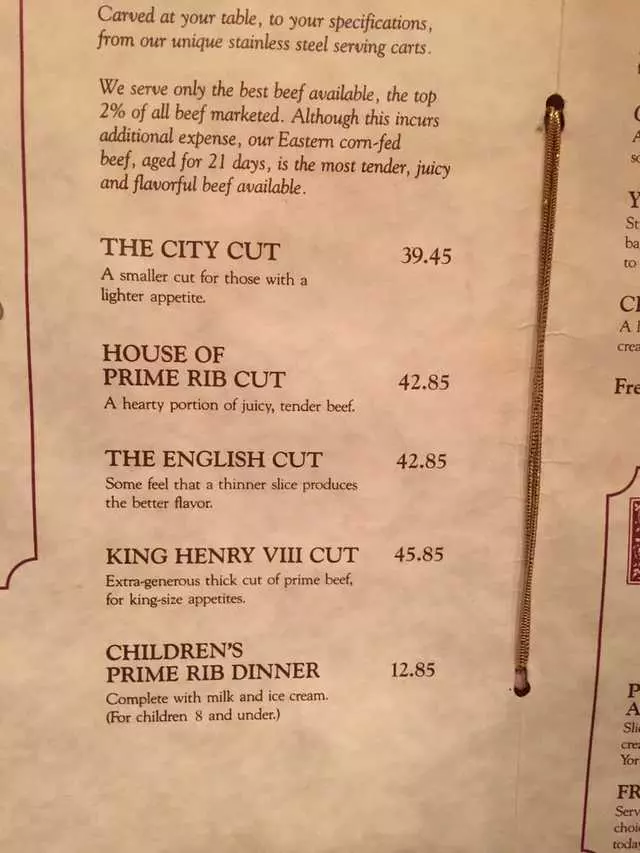 Carved at your table, to your specifications,
from our unique stainless steel serving carts.
We serve only the best beef available, the top
2% of all beef marketed. Although this incurs
additional expense, our Eastern corn-fed
beef, aged for 21 days, is the most tender, juicy
and flavorful beef available.
THE CITY CUT 39.45
A smaller cut for those with a
lighter appetite.
HOUSE OF
PRIME RIB CUT 42.85
A hearty portion of juicy, tender beef.
THE ENGLISH CUT 42.85
Some feel that a thinner slice produces
the better flavor.
KING HENRY VIII CUT 45.85
Extra-generous thick cut of prime beef,
for king-size appetites.
CHILDREN'S
PRIME RIB DINNER 12.85
Complete with milk and ice cream.
(For children 8 and under.)